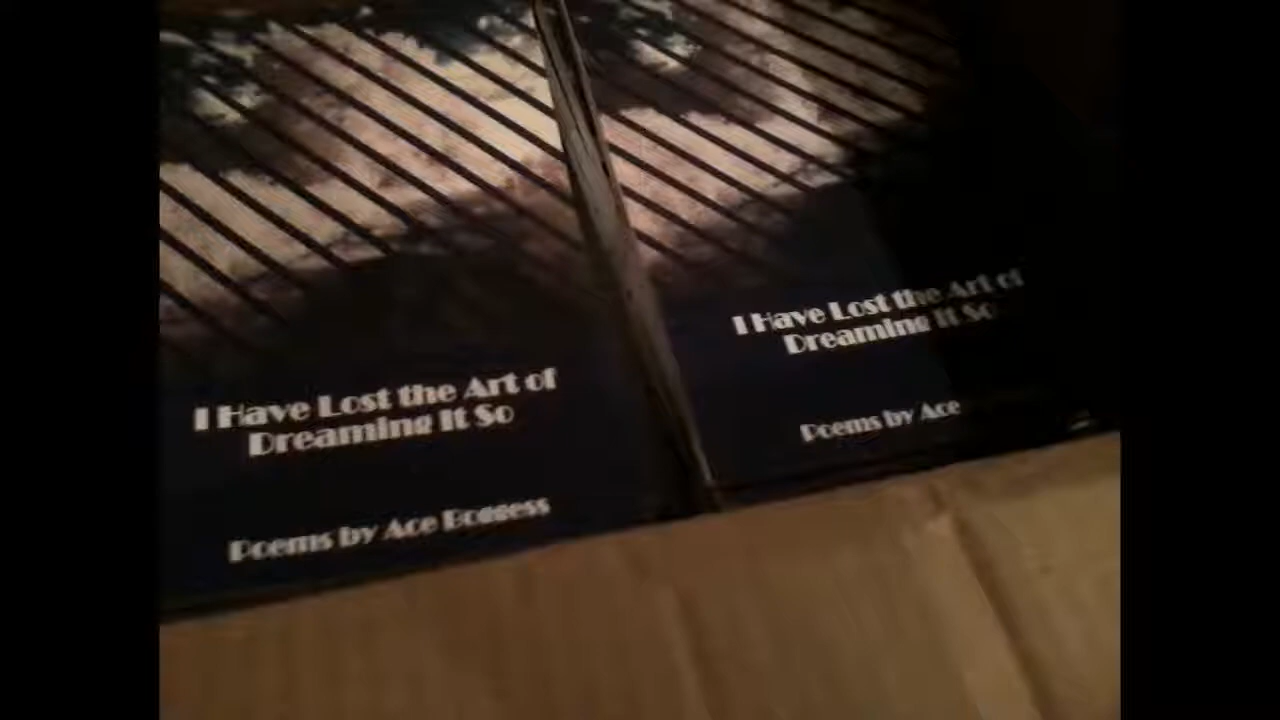 I Have Lost the Art of
Dreaming It So
Poems by Ace Boggess
I Have Lost the Art of
Dreaming It So
Poems by Ace